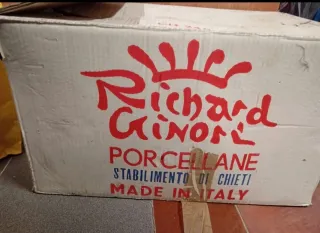 Richard
Ginori
PORCELLANE
STABILIMENTO DI CHIETI
MADE IN ITALY